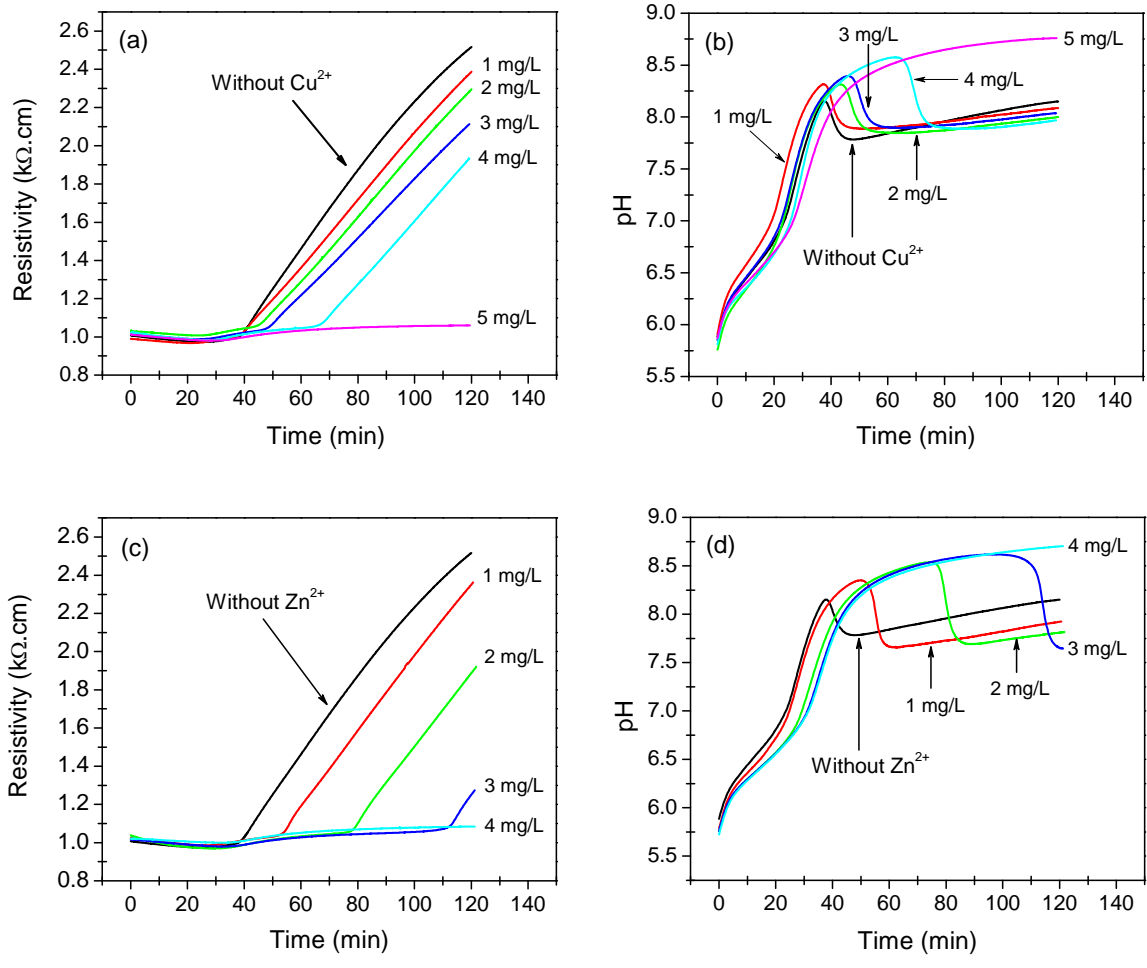 (a)
2.6
2.4
2.2
2.0
1.8
1.6
1.4
1.2
1.0
0.8
Resistivity (kΩ.cm)
Without Cu²⁺
1 mg/L
2 mg/L
3 mg/L
4 mg/L
5 mg/L
0 20 40 60 80 100 120 140
Time (min)
(b)
9.0
8.5
8.0
7.5
7.0
6.5
6.0
5.5
pH
3 mg/L
5 mg/L
4 mg/L
1 mg/L
2 mg/L
Without Cu²⁺
0 20 40 60 80 100 120 140
Time (min)
(c)
2.6
2.4
2.2
2.0
1.8
1.6
1.4
1.2
1.0
0.8
Resistivity (kΩ.cm)
Without Zn²⁺
1 mg/L
2 mg/L
3 mg/L
4 mg/L
0 20 40 60 80 100 120 140
Time (min)
(d)
9.0
8.5
8.0
7.5
7.0
6.5
6.0
5.5
pH
4 mg/L
3 mg/L
2 mg/L
1 mg/L
Without Zn²⁺
0 20 40 60 80 100 120 140
Time (min)